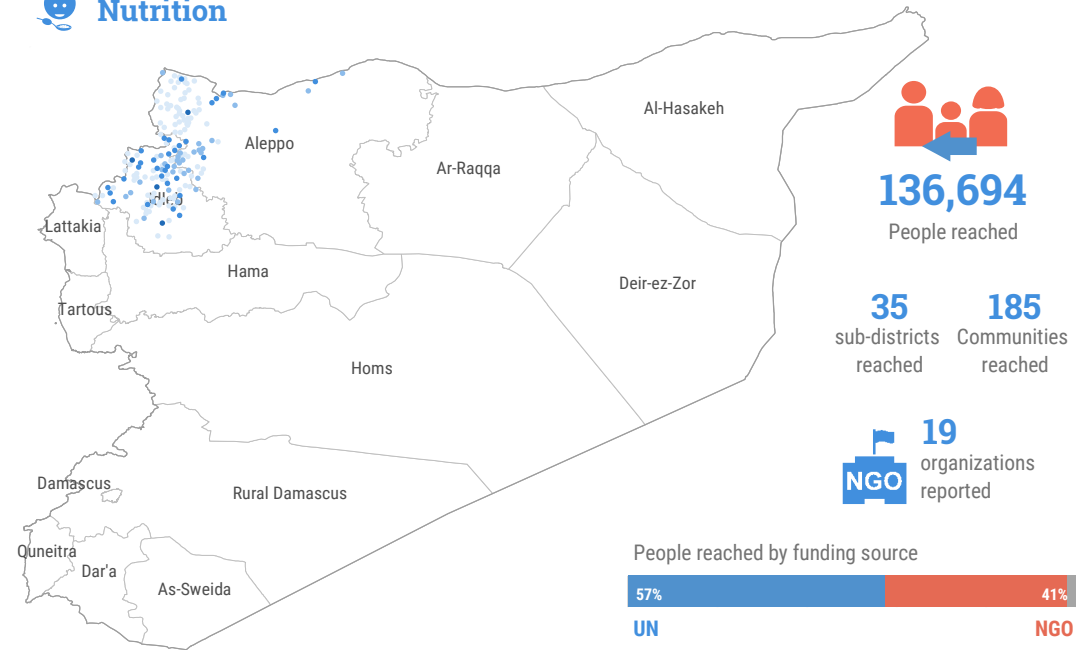 Nutrition
Al-Hasakeh
Aleppo
Ar-Raqqa
Idleb
Lattakia
Hama
Deir-ez-Zor
Tartous
Homs
Damascus
Rural Damascus
Quneitra
Dar'a
As-Sweida
136,694
People reached
35
sub-districts
reached
185
Communities
reached
NGO
19
organizations
reported
People reached by funding source
57%
41%
UN
NGO